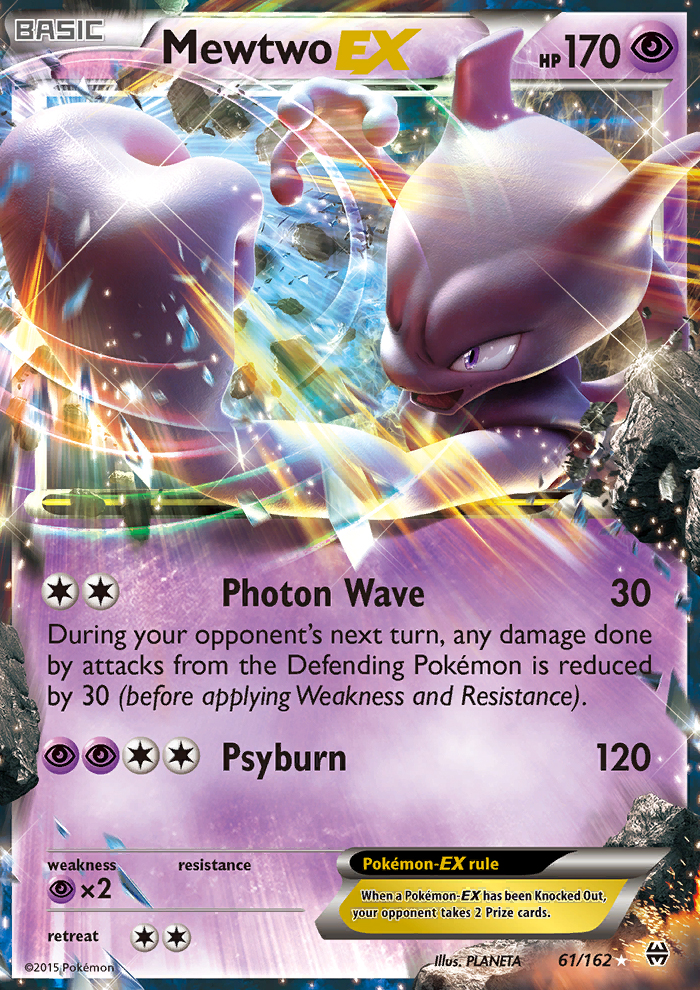 BASIC
Mewtwo EX
HP 170
Photon Wave 30
During your opponent's next turn, any damage done
by attacks from the Defending Pokémon is reduced
by 30 (before applying Weakness and Resistance).
Psyburn 120
weakness
×2
resistance
retreat
Pokémon-EX rule
When a Pokémon-EX has been Knocked Out,
your opponent takes 2 Prize cards.
©2015 Pokémon
Illus. PLANETA
61/162